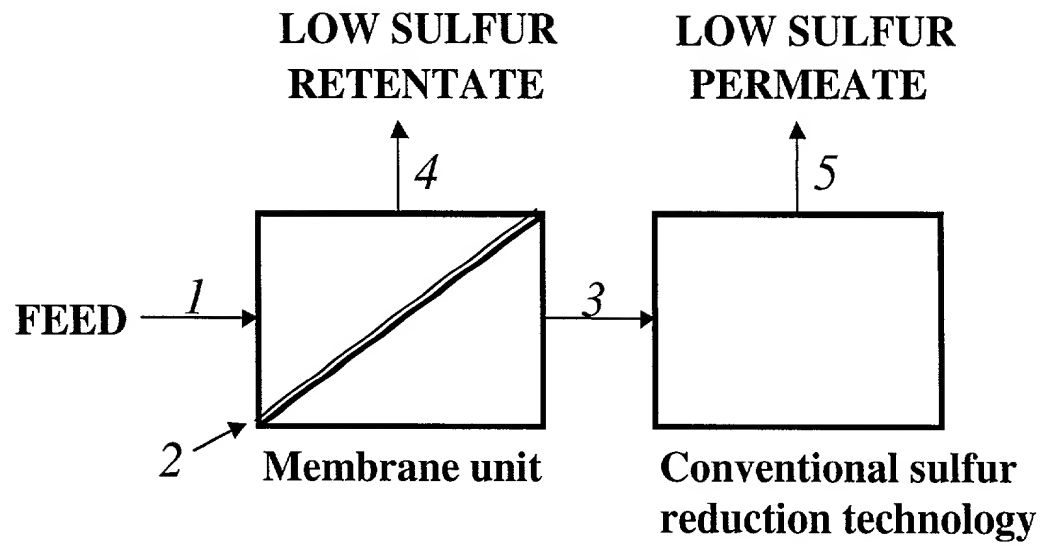 LOW SULFUR
RETENTATE
LOW SULFUR
PERMEATE
4
5
FEED
1
3
2
Membrane unit
Conventional sulfur
reduction technology